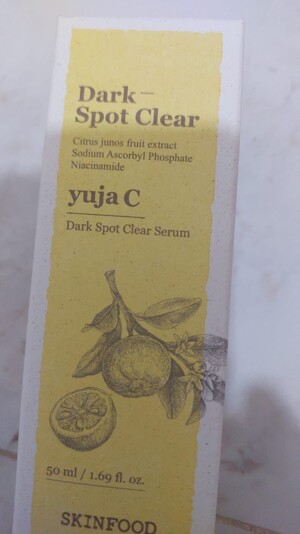 Dark
Spot Clear
Citrus junos fruit extract
Sodium Ascorbyl Phosphate
Niacinamide
yuja C
Dark Spot Clear Serum
50 ml / 1.69 fl. oz.
SKINFOOD